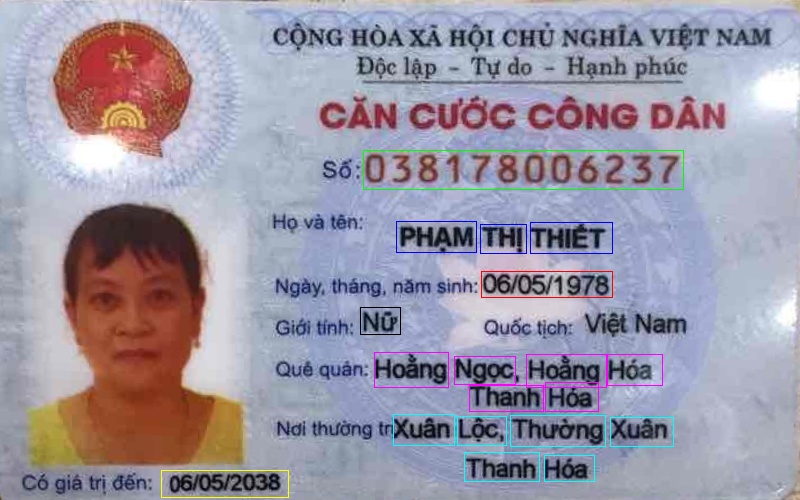 CỘNG HÒA XÃ HỘI CHỦ NGHĨA VIỆT NAM
Độc lập - Tự do - Hạnh phúc
CĂN CƯỚC CÔNG DÂN
Số: 038178006237
Họ và tên:
PHẠM THỊ THIẾT
Ngày, tháng, năm sinh: 06/05/1978
Giới tính: Nữ Quốc tịch: Việt Nam
Quê quán: Hoằng Ngọc, Hoằng Hóa
Thanh Hóa
Nơi thường trú Xuân Lộc, Thường Xuân
Thanh Hóa
Có giá trị đến: 06/05/2038